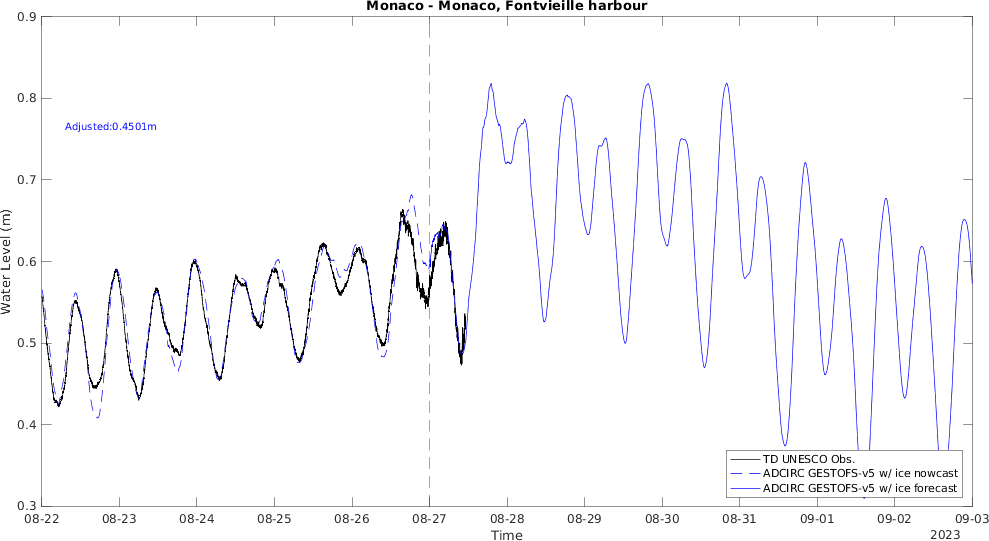 Monaco - Monaco, Fontvieille harbour
0.9
0.8
0.7
0.6
0.5
0.4
0.3
Water Level (m)
Adjusted:0.4501m
TD UNESCO Obs.
ADCIRC GESTOFS-v5 w/ ice nowcast
ADCIRC GESTOFS-v5 w/ ice forecast
08-22 08-23 08-24 08-25 08-26 08-27 08-28 08-29 08-30 08-31 09-01 09-02 09-03
Time
2023